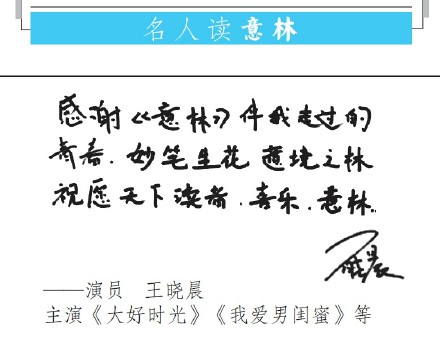 名人读意林
感谢《意林》伴我走过的
青春.妙笔生花 意境之林
祝愿天下读者.喜乐.意林.
——演员 王晓晨
主演《大好时光》《我爱男闺蜜》等